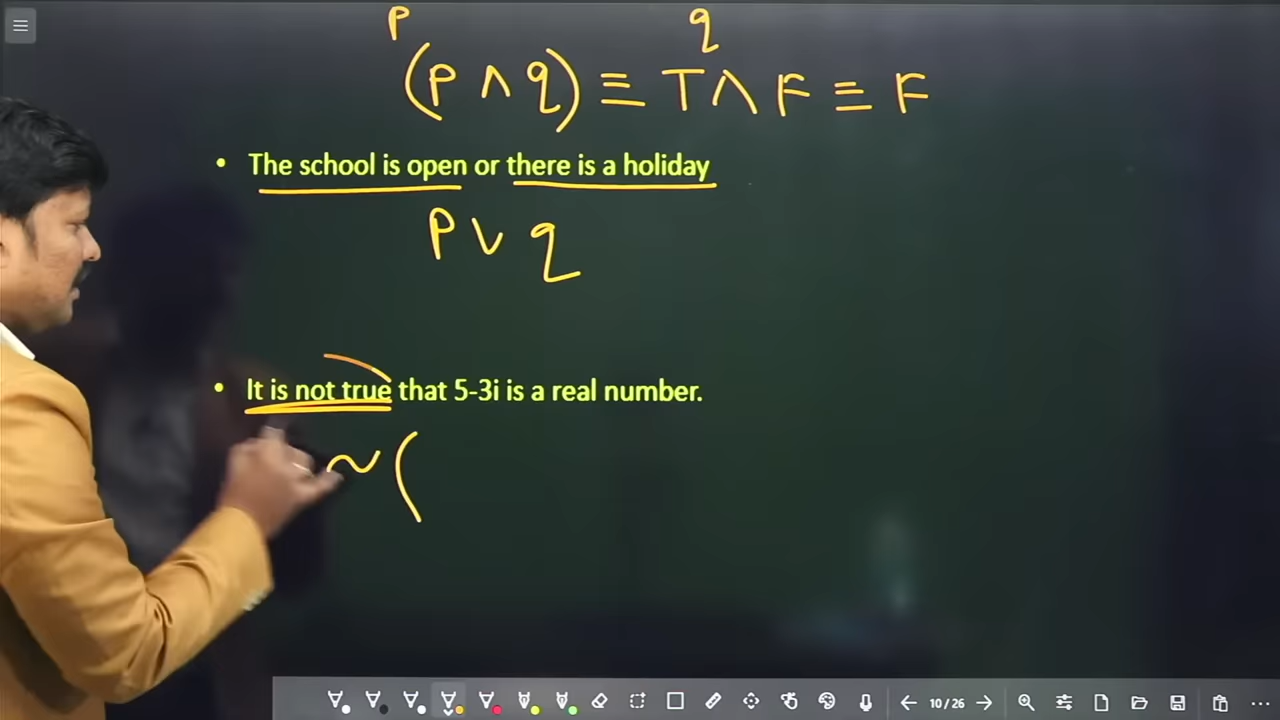 p q
(p ∧ q) ≡ T ∧ F ≡ F
• The school is open or there is a holiday
p ∨ q
• It is not true that 5-3i is a real number.
~ (
10/26